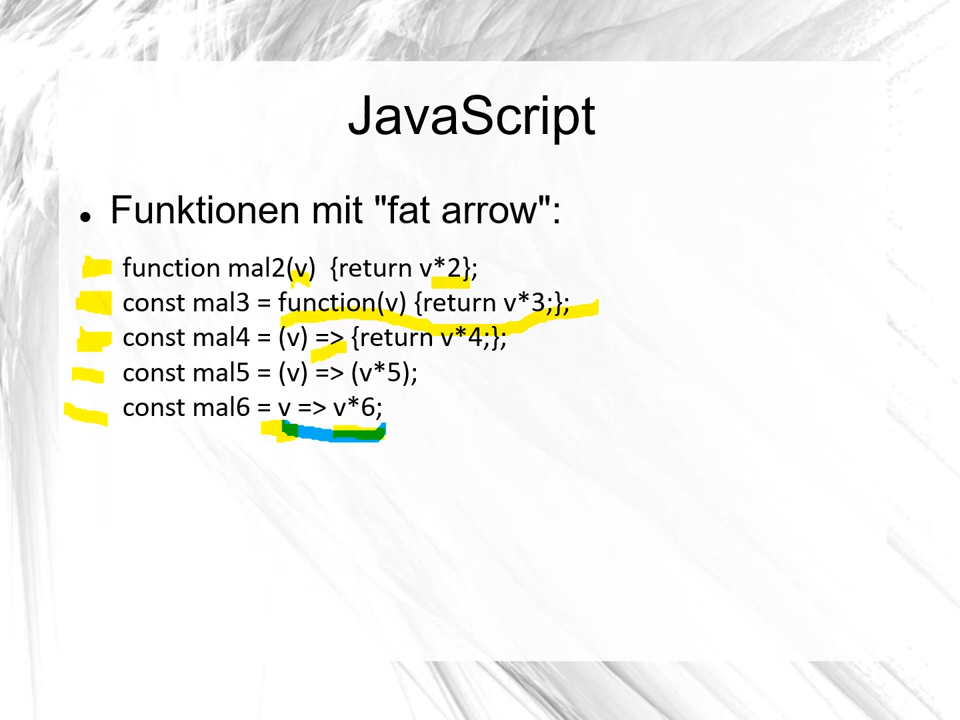 JavaScript
Funktionen mit "fat arrow":
function mal2(v)  {return v*2};
const mal3 = function(v) {return v*3;};
const mal4 = (v) => {return v*4;};
const mal5 = (v) => (v*5);
const mal6 = v => v*6;